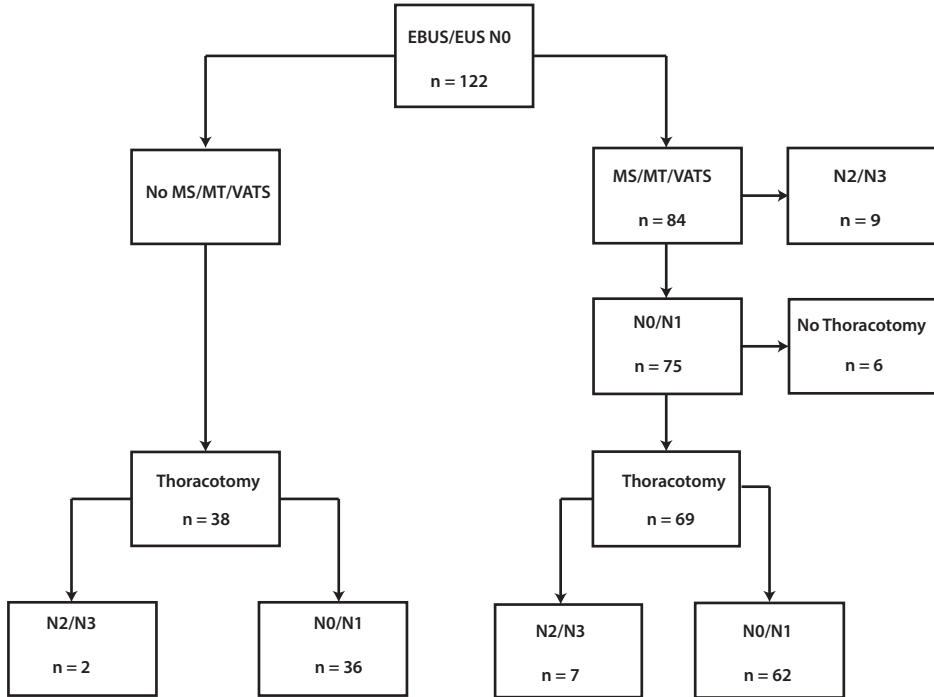 EBUS/EUS N0
n = 122
No MS/MT/VATS
MS/MT/VATS
n = 84
N2/N3
n = 9
N0/N1
n = 75
No Thoracotomy
n = 6
Thoracotomy
n = 38
Thoracotomy
n = 69
N2/N3
n = 2
N0/N1
n = 36
N2/N3
n = 7
N0/N1
n = 62